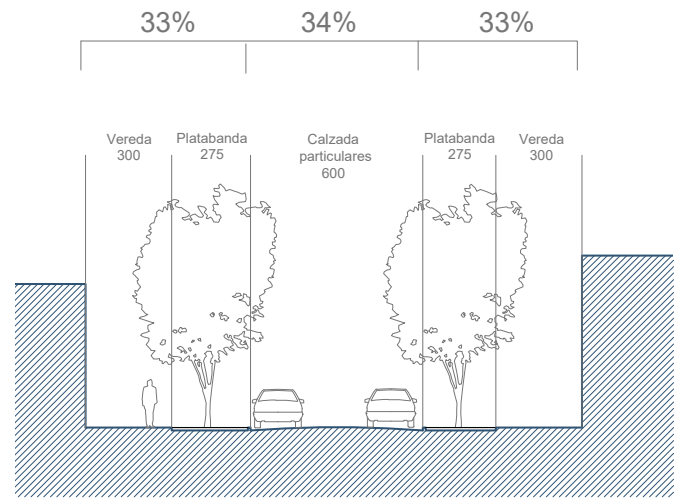 33%
34%
33%
Vereda
300
Platabanda
275
Calzada
particulares
600
Platabanda
275
Vereda
300